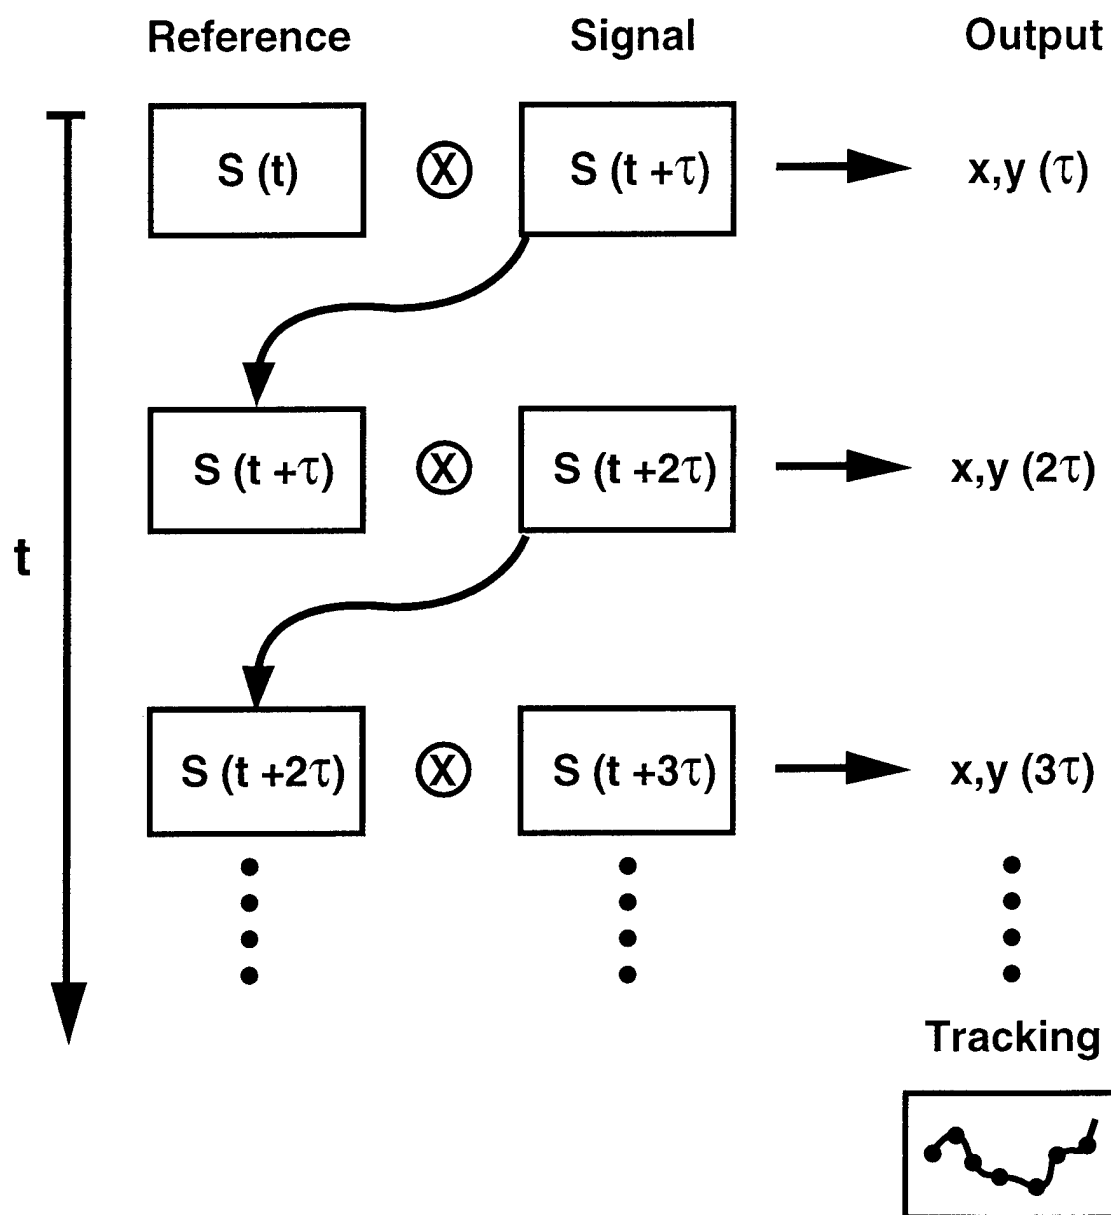 Reference Signal Output
S (t) X S (t +τ) x,y (τ)
S (t +τ) X S (t +2τ) x,y (2τ)
t
S (t +2τ) X S (t +3τ) x,y (3τ)
Tracking